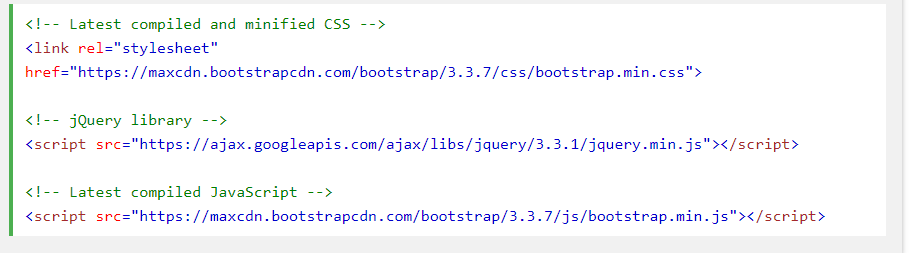 <!-- Latest compiled and minified CSS -->
<link rel="stylesheet"
href="https://maxcdn.bootstrapcdn.com/bootstrap/3.3.7/css/bootstrap.min.css">
<!-- jQuery library -->
<script src="https://ajax.googleapis.com/ajax/libs/jquery/3.3.1/jquery.min.js"></script>
<!-- Latest compiled JavaScript -->
<script src="https://maxcdn.bootstrapcdn.com/bootstrap/3.3.7/js/bootstrap.min.js"></script>